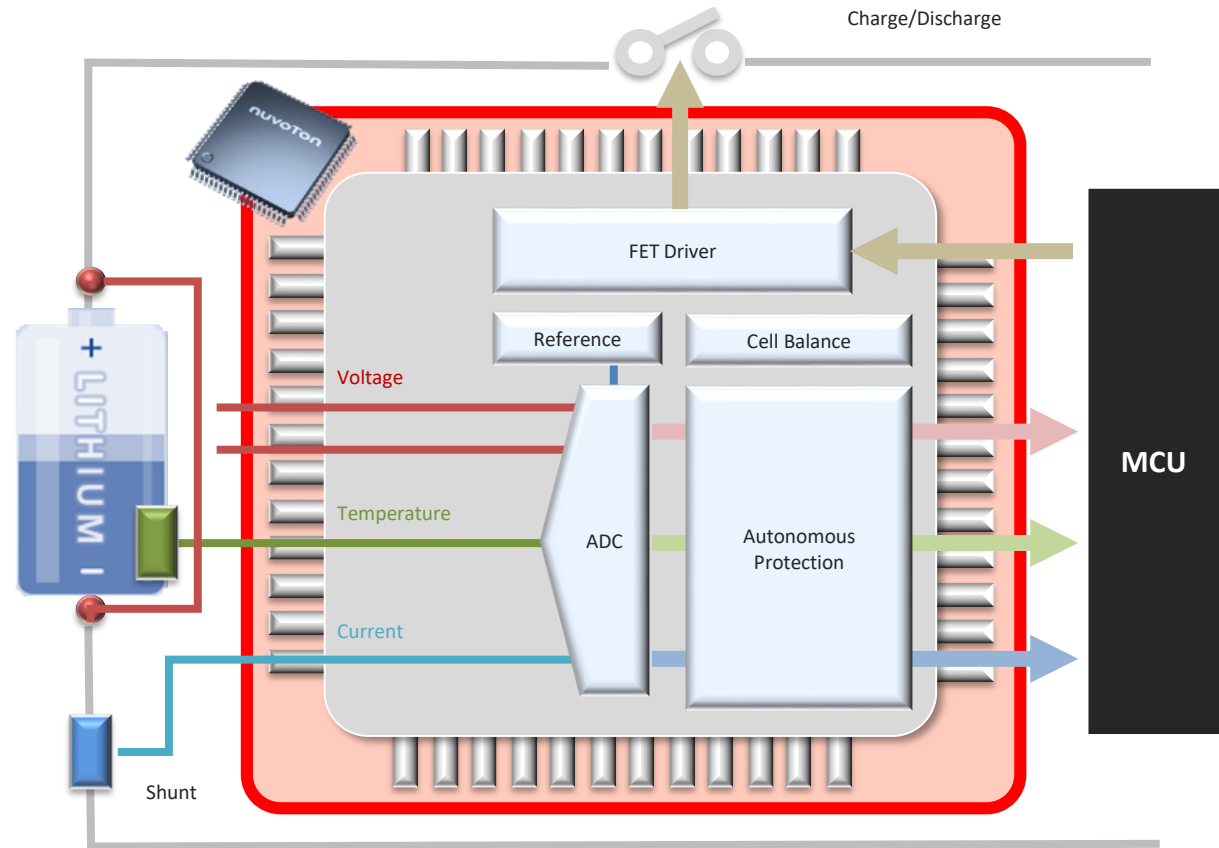 Charge/Discharge
nuvoton
FET Driver
Reference
Cell Balance
Voltage
+ LITHIUM -
Temperature
ADC
Autonomous
Protection
MCU
Current
Shunt